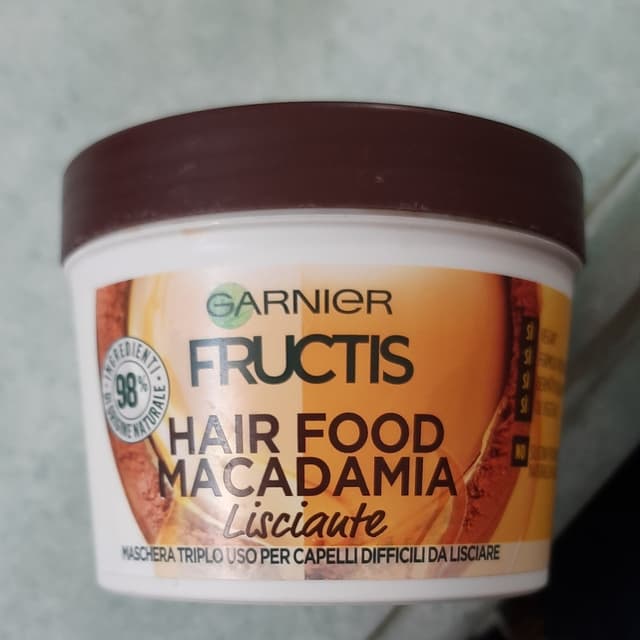 GARNIER
FRUCTIS
INGREDIENTI
98%
DI ORIGINE NATURALE
HAIR FOOD
MACADAMIA
Lisciante
MASCHERA TRIPLO USO PER CAPELLI DIFFICILI DA LISCIARE
NO